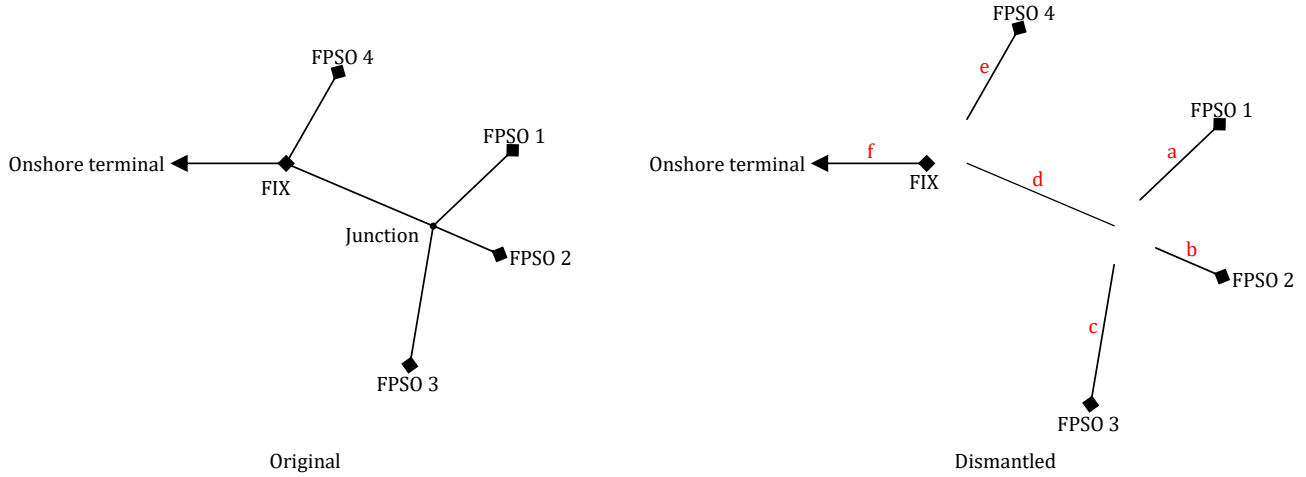 FPSO 4
FPSO 1
Onshore terminal
FIX
Junction
FPSO 2
FPSO 3
Original
FPSO 4
e
FPSO 1
a
Onshore terminal
f
FIX
d
b
FPSO 2
c
FPSO 3
Dismantled